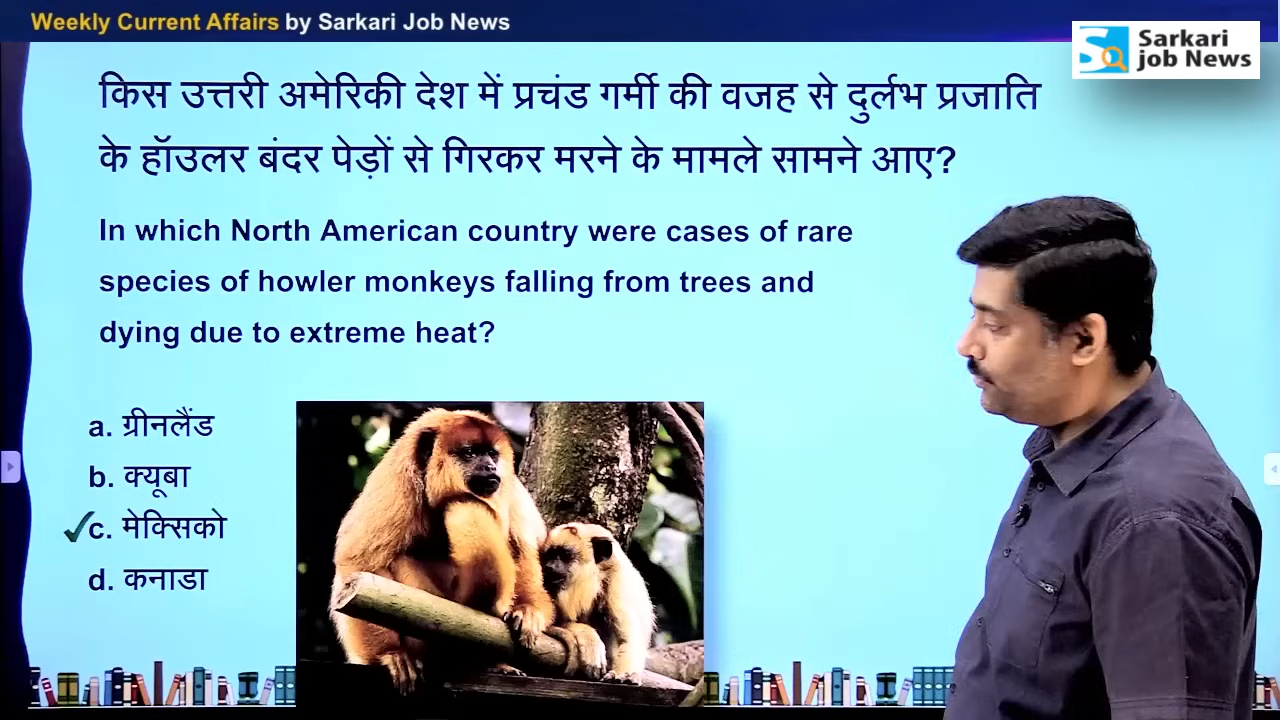 Weekly Current Affairs by Sarkari Job News
Sarkari
job News
किस उत्तरी अमेरिकी देश में प्रचंड गर्मी की वजह से दुर्लभ प्रजाति
के हॉउलर बंदर पेड़ों से गिरकर मरने के मामले सामने आए?
In which North American country were cases of rare
species of howler monkeys falling from trees and
dying due to extreme heat?
a. ग्रीनलैंड
b. क्यूबा
c. मेक्सिको
d. कनाडा